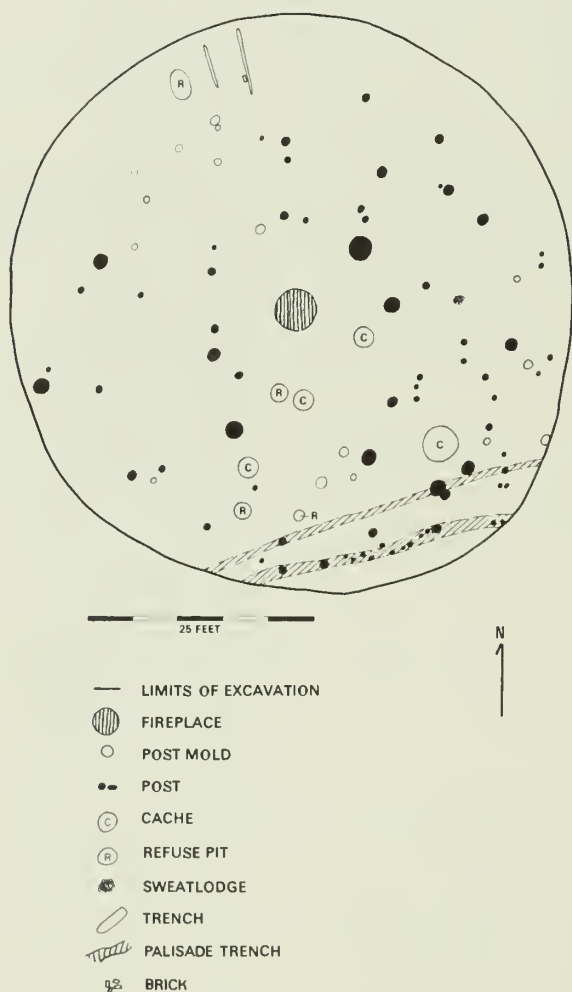 R
C
R
C
C
C
R
R
25 FEET
N
LIMITS OF EXCAVATION
FIREPLACE
POST MOLD
POST
C CACHE
R REFUSE PIT
SWEATLODGE
TRENCH
PALISADE TRENCH
BRICK